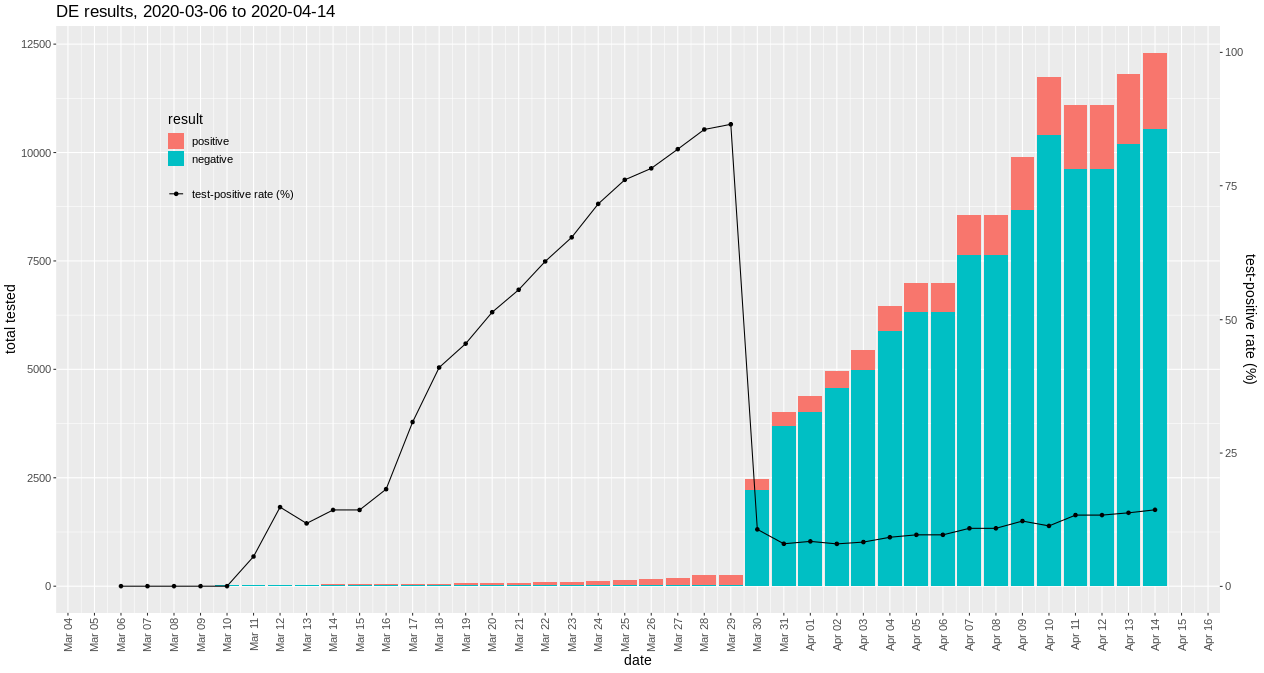 DE results, 2020-03-06 to 2020-04-14
total tested
12500
10000
7500
5000
2500
0
result
positive
negative
test-positive rate (%)
100
75
50
25
0
test-positive rate (%)
Mar 04
Mar 05
Mar 06
Mar 07
Mar 08
Mar 09
Mar 10
Mar 11
Mar 12
Mar 13
Mar 14
Mar 15
Mar 16
Mar 17
Mar 18
Mar 19
Mar 20
Mar 21
Mar 22
Mar 23
Mar 24
Mar 25
Mar 26
Mar 27
Mar 28
Mar 29
Mar 30
Mar 31
Apr 01
Apr 02
Apr 03
Apr 04
Apr 05
Apr 06
Apr 07
Apr 08
Apr 09
Apr 10
Apr 11
Apr 12
Apr 13
Apr 14
Apr 15
Apr 16
date